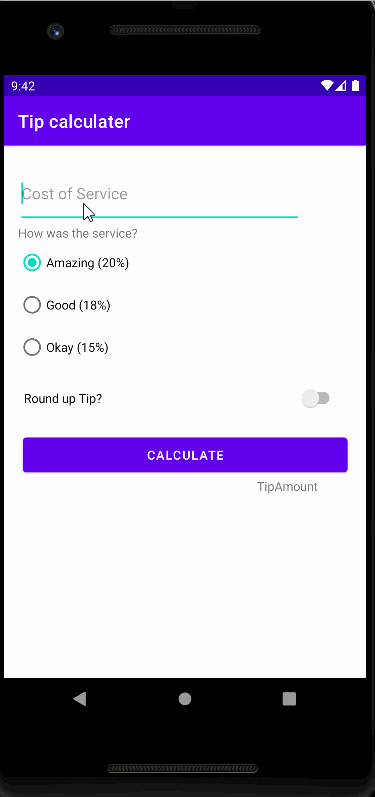 9:42
Tip calculater
Cost of Service
How was the service?
Amazing (20%)
Good (18%)
Okay (15%)
Round up Tip?
CALCULATE
TipAmount